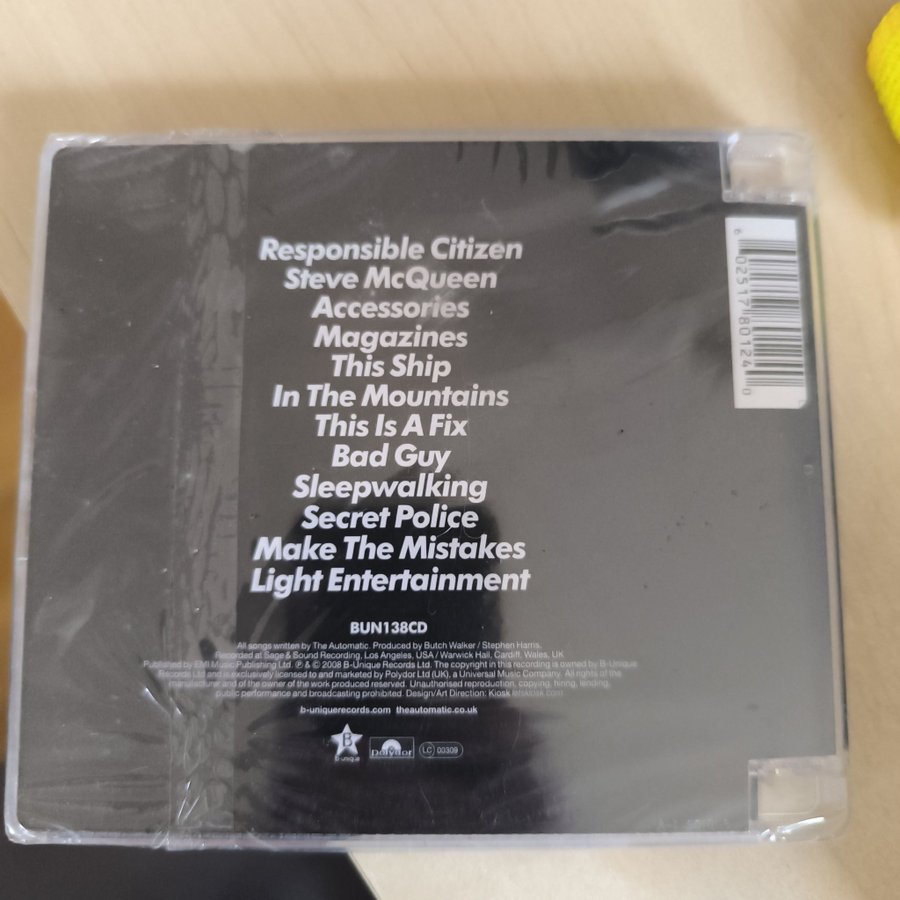 Responsible Citizen
Steve McQueen
Accessories
Magazines
This Ship
In The Mountains
This Is A Fix
Bad Guy
Sleepwalking
Secret Police
Make The Mistakes
Light Entertainment
BUN138CD
All songs written by The Automatic. Produced by Butch Walker / Stephen Harris.
Recorded at Sage & Sound Recording, Los Angeles, USA / Warwick Hall, Cardiff, Wales, UK
Published by EMI Music Publishing Ltd. ℗ & © 2008 B-Unique Records Ltd. The copyright in this recording is owned by B-Unique
Records Ltd and is exclusively licensed to and marketed by Polydor Ltd (UK), a Universal Music Company. All rights of the
manufacturer and of the owner of the work produced reserved. Unauthorised reproduction, copying, hiring, lending,
public performance and broadcasting prohibited. Design/Art Direction: Kiosk
b-uniquerecords.com theautomatic.co.uk
B
b-unique
polydor
LC 00309
6 02517 80124 0